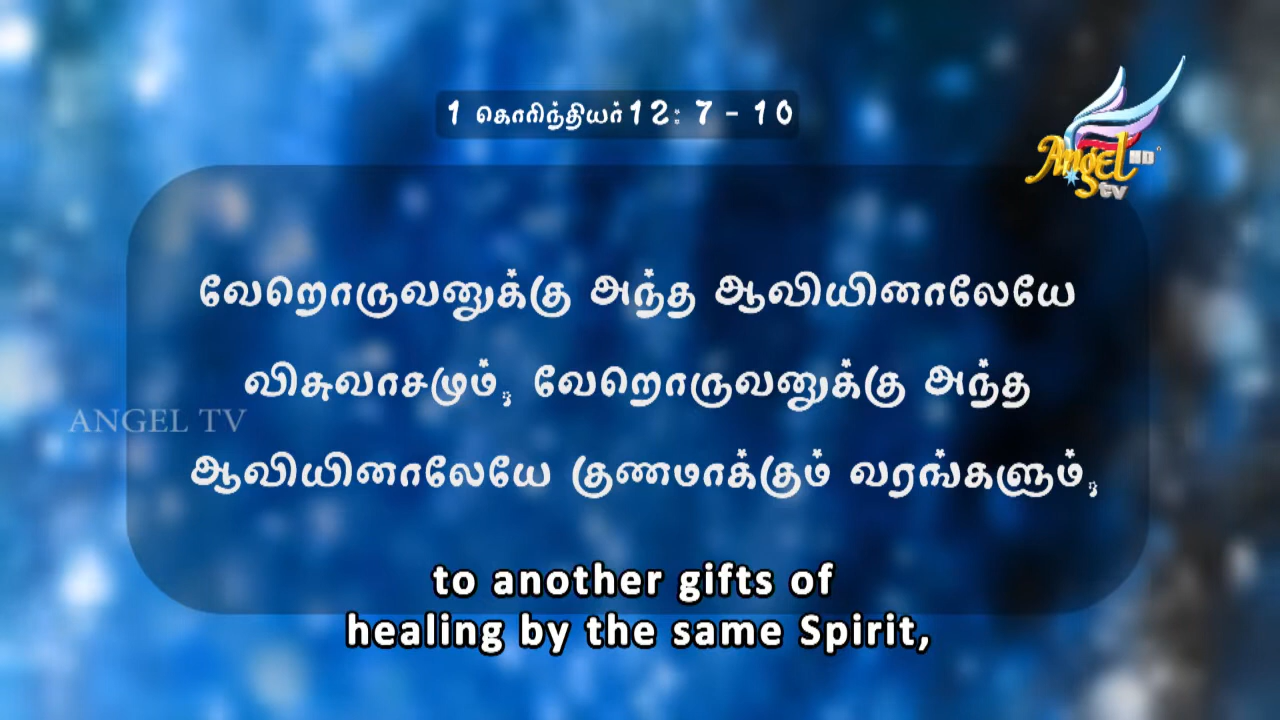 1 கொரிந்தியர்12: 7 - 10
Angel HD
tv
வேறொருவனுக்கு அந்த ஆவியினாலேயே
விசுவாசமும், வேறொருவனுக்கு அந்த
ANGEL TV
ஆவியினாலேயே குணமாக்கும் வரங்களும்,
to another gifts of
healing by the same Spirit,